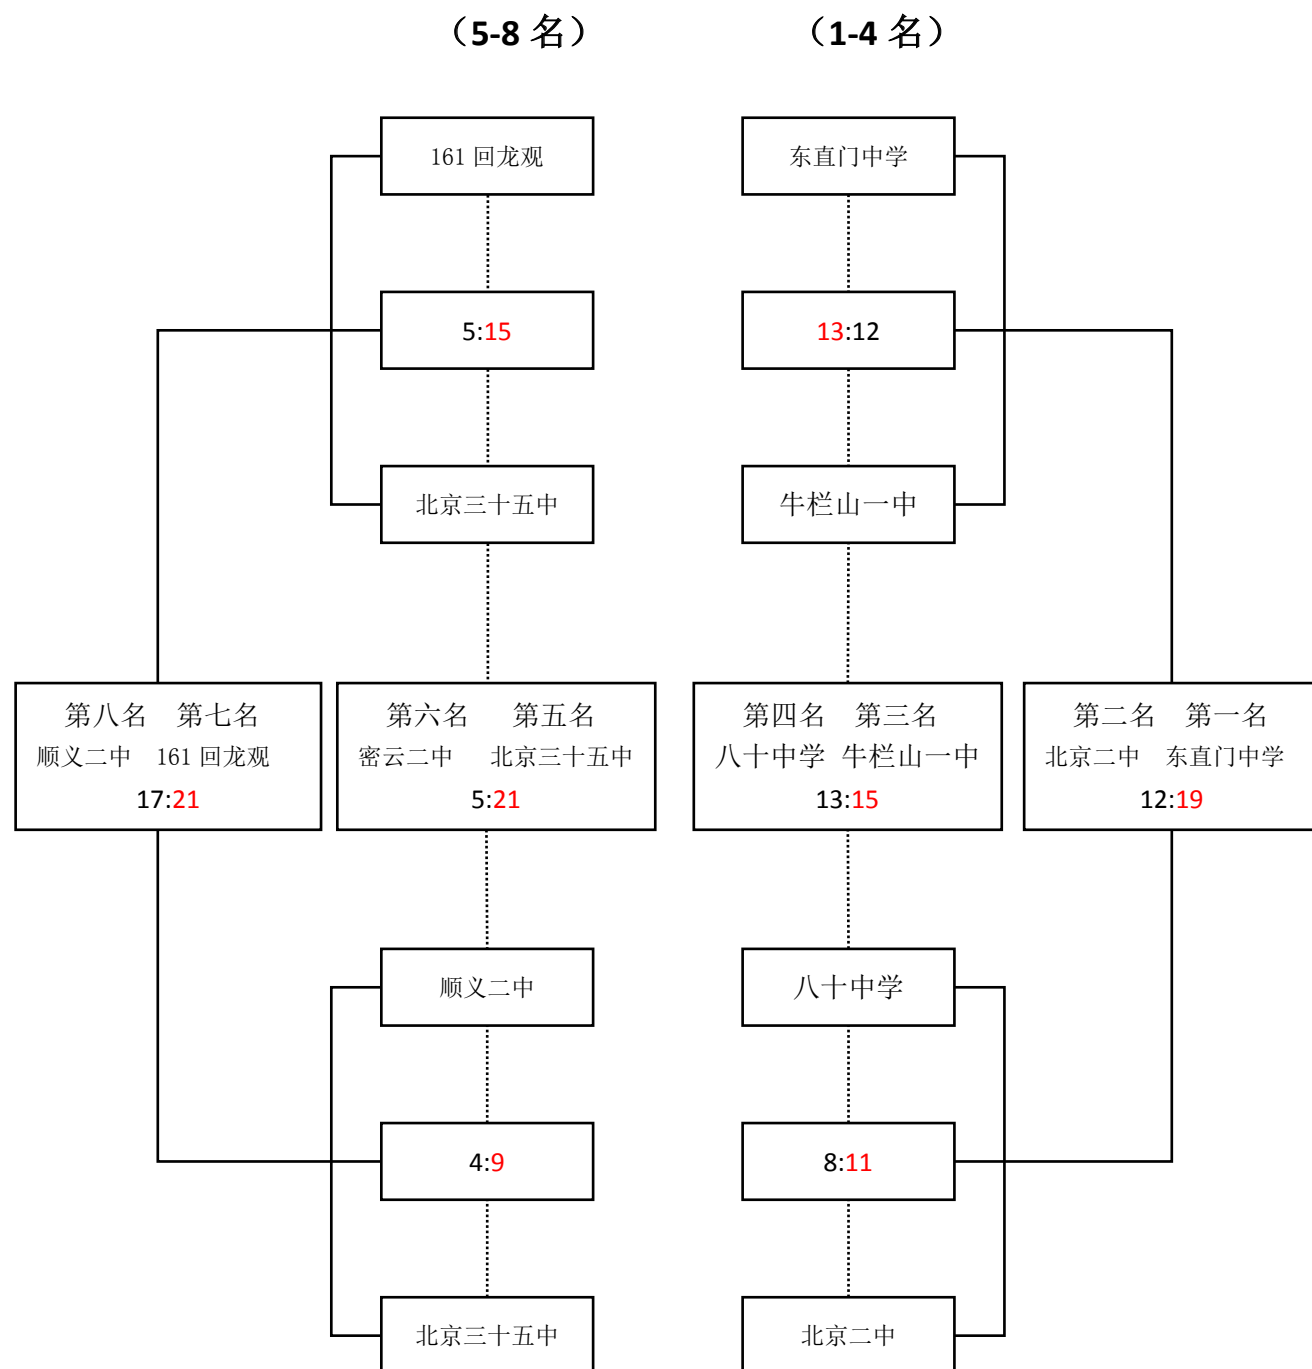 （5-8 名） （1-4 名）
161 回龙观 东直门中学
5:15 13:12
北京三十五中 牛栏山一中
第八名 第七名 第六名 第五名 第四名 第三名 第二名 第一名
顺义二中 161 回龙观 密云二中 北京三十五中 八十中学 牛栏山一中 北京二中 东直门中学
17:21 5:21 13:15 12:19
顺义二中 八十中学
4:9 8:11
北京三十五中 北京二中